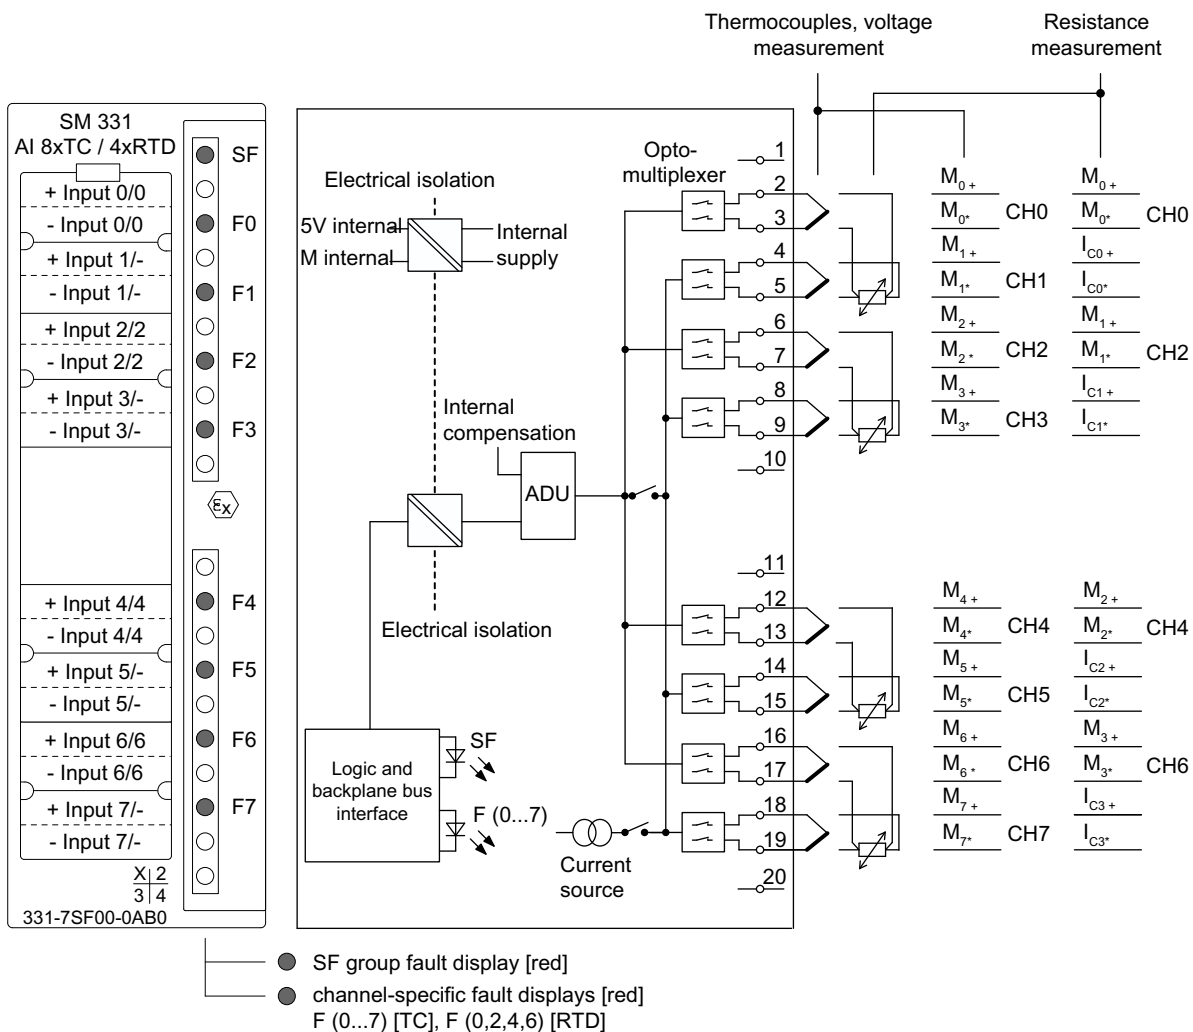 Thermocouples, voltage
measurement
Resistance
measurement
SM 331
AI 8xTC / 4xRTD
+ Input 0/0
- Input 0/0
+ Input 1/-
- Input 1/-
+ Input 2/2
- Input 2/2
+ Input 3/-
- Input 3/-
+ Input 4/4
- Input 4/4
+ Input 5/-
- Input 5/-
+ Input 6/6
- Input 6/6
+ Input 7/-
- Input 7/-
X 2
3 4
331-7SF00-0AB0
SF
F0
F1
F2
F3
εx
F4
F5
F6
F7
Electrical isolation
5V internal
M internal
Internal
supply
Internal
compensation
ADU
Electrical isolation
Logic and
backplane bus
interface
SF
F (0...7)
Current
source
Opto-
multiplexer
1
2
3
4
5
6
7
8
9
10
11
12
13
14
15
16
17
18
19
20
M0 +
M0* CH0
M1 +
M1* CH1
M2 +
M2 * CH2
M3 +
M3* CH3
M4 +
M4* CH4
M5 +
M5* CH5
M6 +
M6 * CH6
M7 +
M7* CH7
M0 +
M0* CH0
IC0 +
IC0*
M1 +
M1* CH2
IC1 +
IC1*
M2 +
M2* CH4
IC2 +
IC2*
M3 +
M3* CH6
IC3 +
IC3*
SF group fault display [red]
channel-specific fault displays [red]
F (0...7) [TC], F (0,2,4,6) [RTD]